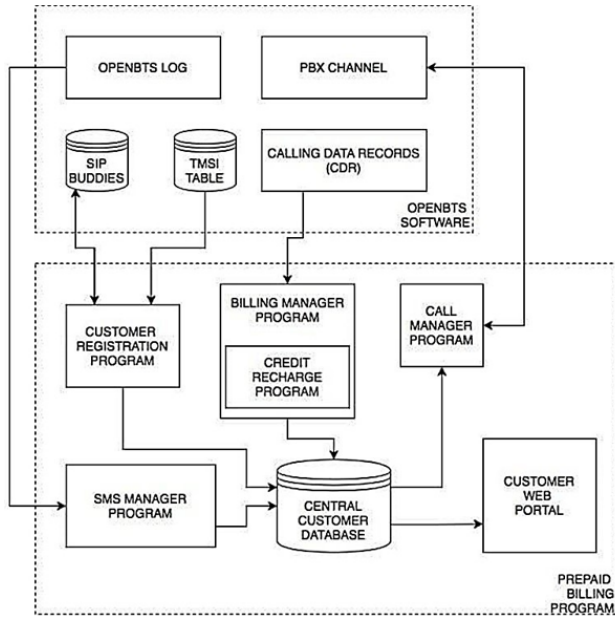 OPENBTS LOG
PBX CHANNEL
SIP
BUDDIES
TMSI
TABLE
CALLING DATA RECORDS
(CDR)
OPENBTS
SOFTWARE
CUSTOMER
REGISTRATION
PROGRAM
BILLING MANAGER
PROGRAM
CREDIT
RECHARGE
PROGRAM
CALL
MANAGER
PROGRAM
SMS MANAGER
PROGRAM
CENTRAL
CUSTOMER
DATABASE
CUSTOMER
WEB
PORTAL
PREPAID
BILLING
PROGRAM